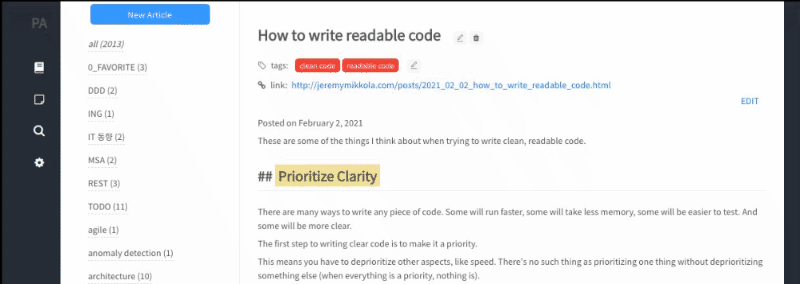 PA
New Article
all (2013)
0_FAVORITE (3)
DDD (2)
ING (1)
IT 동향 (2)
MSA (2)
REST (3)
TODO (11)
agile (1)
anomaly detection (1)
architecture (10)
How to write readable code
tags: clean code readable code
link: http://jeremymikkola.com/posts/2021_02_02_how_to_write_readable_code.html
EDIT
Posted on February 2, 2021
These are some of the things I think about when trying to write clean, readable code.
## Prioritize Clarity
There are many ways to write any piece of code. Some will run faster, some will take less memory, some will be easier to test. And
some will be more clear.
The first step to writing clear code is to make it a priority.
This means you have to deprioritize other aspects, like speed. There's no such thing as prioritizing one thing without deprioritizing
something else (when everything is a priority, nothing is).